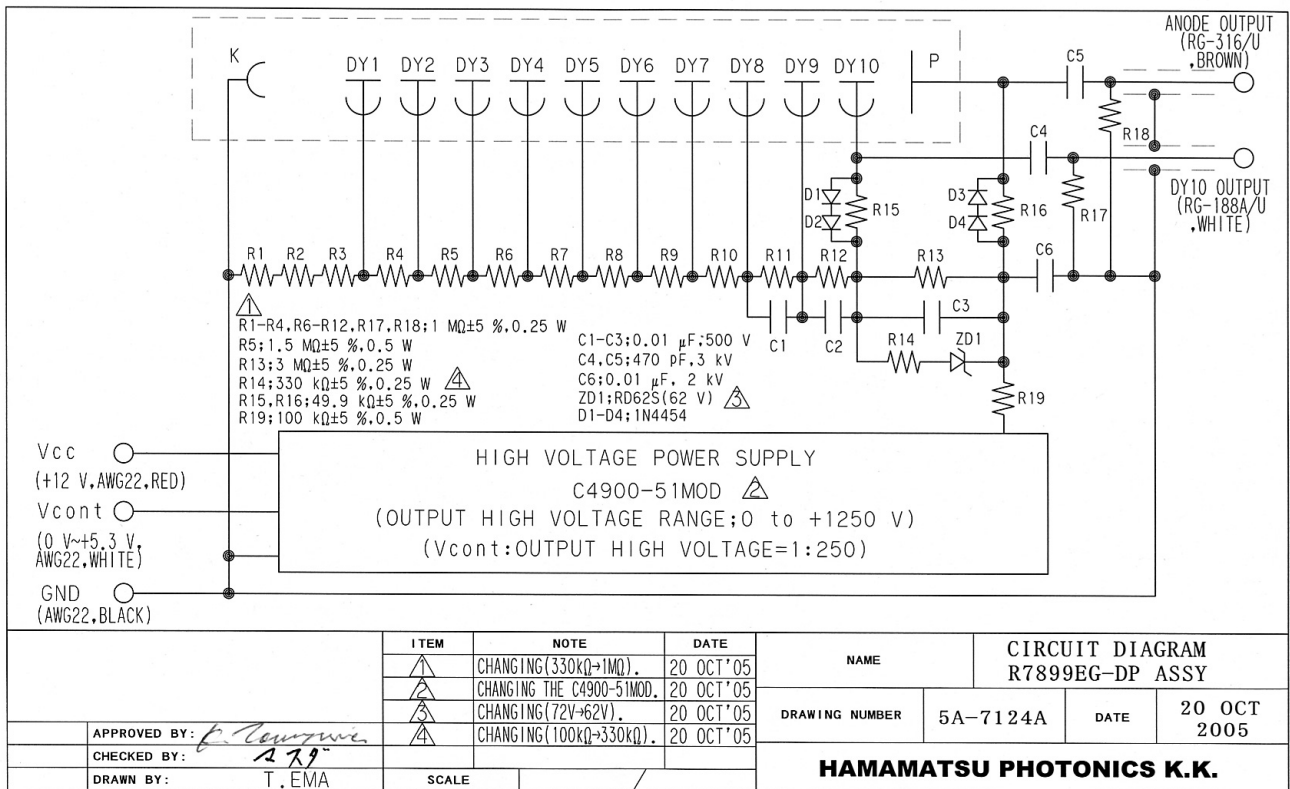 ANODE OUTPUT
(RG-316/U
,BROWN)
K
DY1 DY2 DY3 DY4 DY5 DY6 DY7 DY8 DY9 DY10
P
C5
R18
C4
DY10 OUTPUT
(RG-188A/U
,WHITE)
D1
D2
R15
D3
D4
R16
R17
R1 R2 R3 R4 R5 R6 R7 R8 R9 R10 R11 R12 R13 C6
C1 C2 C3
R14 ZD1
R19
1
R1-R4,R6-R12,R17,R18;1 MΩ±5 %,0.25 W
R5;1.5 MΩ±5 %,0.5 W
R13;3 MΩ±5 %,0.25 W
R14;330 kΩ±5 %,0.25 W 4
R15,R16;49.9 kΩ±5 %,0.25 W
R19;100 kΩ±5 %,0.5 W
C1-C3;0.01 μF,500 V
C4,C5;470 pF,3 kV
C6;0.01 μF, 2 kV
ZD1;RD62S(62 V) 3
D1-D4;1N4454
Vcc
(+12 V,AWG22,RED)
Vcont
(0 V~+5.3 V,
AWG22,WHITE)
GND
(AWG22,BLACK)
HIGH VOLTAGE POWER SUPPLY
C4900-51MOD 2
(OUTPUT HIGH VOLTAGE RANGE;0 to +1250 V)
(Vcont:OUTPUT HIGH VOLTAGE=1:250)
ITEM NOTE DATE
1 CHANGING(330kΩ→1MΩ). 20 OCT'05
2 CHANGING THE C4900-51MOD. 20 OCT'05
3 CHANGING(72V→62V). 20 OCT'05
4 CHANGING(100kΩ→330kΩ). 20 OCT'05
APPROVED BY:
CHECKED BY:
DRAWN BY: T.EMA
SCALE /
NAME
CIRCUIT DIAGRAM
R7899EG-DP ASSY
DRAWING NUMBER 5A-7124A DATE 20 OCT
2005
HAMAMATSU PHOTONICS K.K.